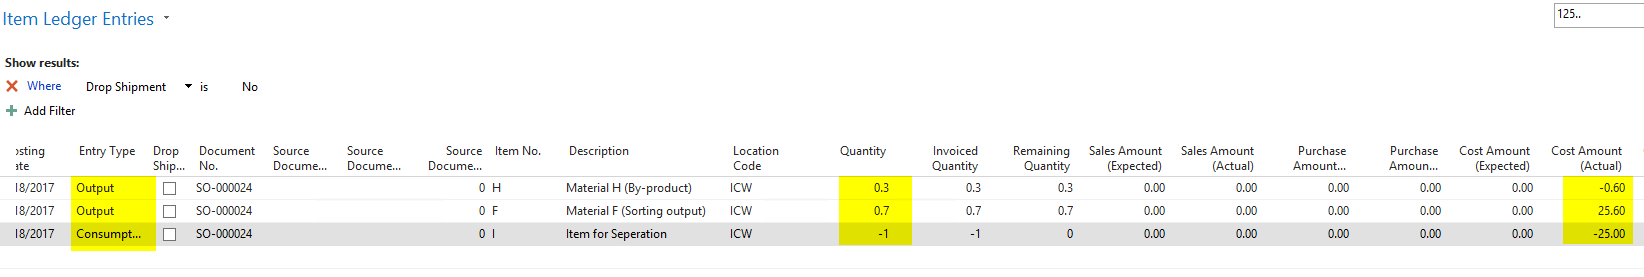 Item Ledger Entries
125..
Show results:
Where Drop Shipment is No
Add Filter
osting Entry Type Drop Document Source Source Source Item No. Description Location Quantity Invoiced Remaining Sales Amount Sales Amount Purchase Purchase Cost Amount Cost Amount
ate Ship... No. Docume... Docume... Docume... Code Quantity Quantity (Expected) (Actual) Amount... Amoun... (Expected) (Actual)
18/2017 Output SO-000024 0 H Material H (By-product) ICW 0.3 0.3 0.3 0.00 0.00 0.00 0.00 0.00 -0.60
18/2017 Output SO-000024 0 F Material F (Sorting output) ICW 0.7 0.7 0.7 0.00 0.00 0.00 0.00 0.00 25.60
18/2017 Consumpt... SO-000024 0 I Item for Seperation ICW -1 -1 0 0.00 0.00 0.00 0.00 0.00 -25.00